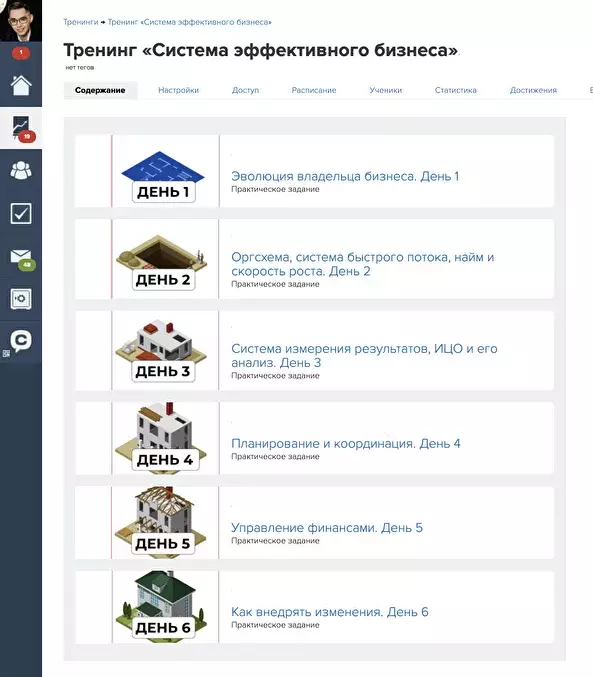 Тренинги → Тренинг «Система эффективного бизнеса»
1
Тренинг «Система эффективного бизнеса»
нет тегов
Содержание Настройки Доступ Расписание Ученики Статистика Достижения
19
ДЕНЬ 1
Эволюция владельца бизнеса. День 1
Практическое задание
ДЕНЬ 2
Оргсхема, система быстрого потока, найм и
скорость роста. День 2
Практическое задание
48
ДЕНЬ 3
Система измерения результатов, ИЦО и его
анализ. День 3
Практическое задание
ДЕНЬ 4
Планирование и координация. День 4
Практическое задание
ДЕНЬ 5
Управление финансами. День 5
Практическое задание
ДЕНЬ 6
Как внедрять изменения. День 6
Практическое задание